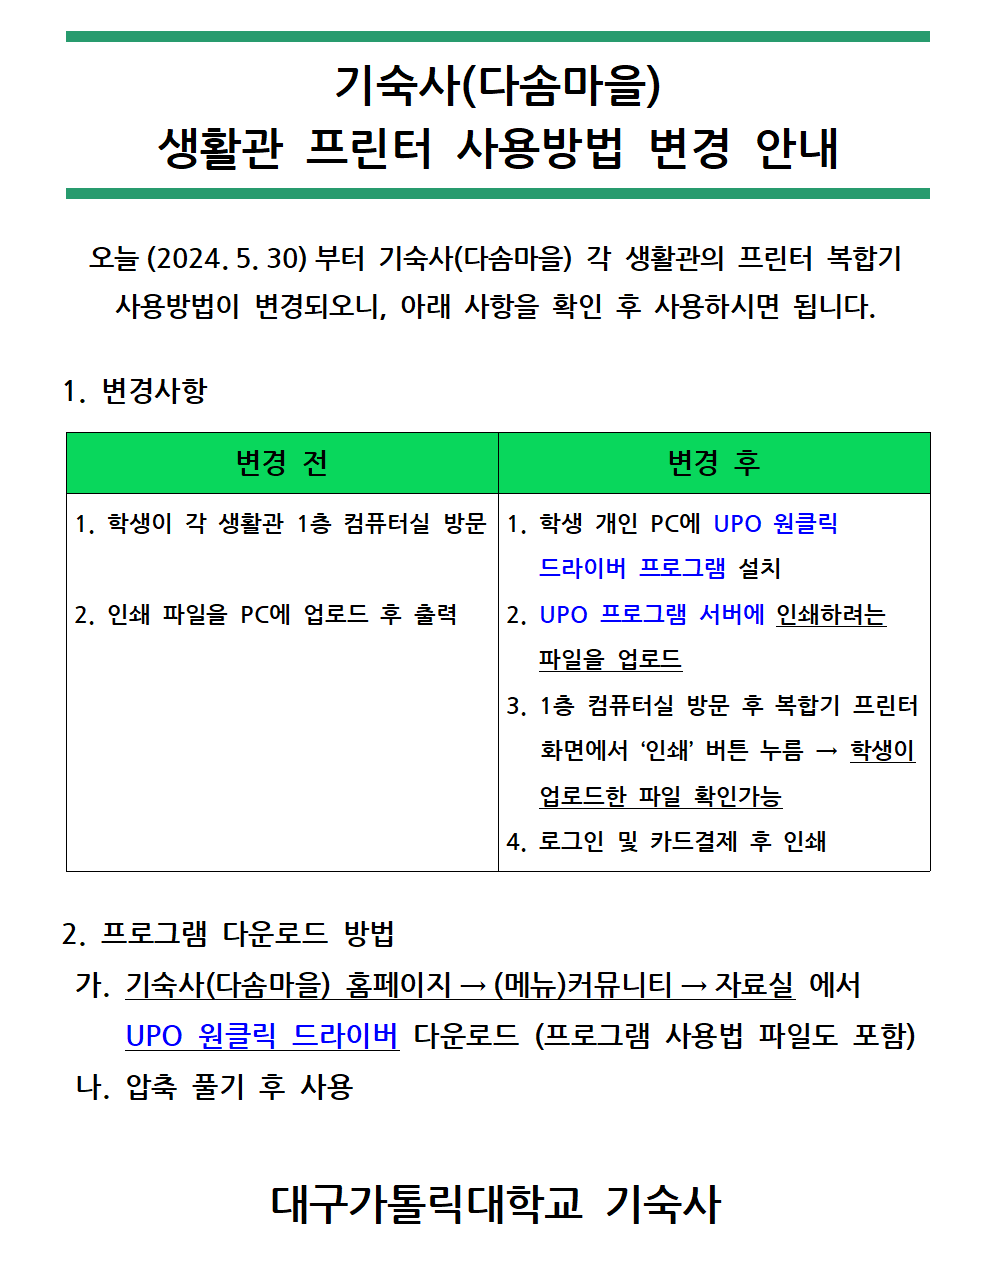 기숙사(다솜마을)
생활관 프린터 사용방법 변경 안내
오늘 (2024. 5. 30) 부터 기숙사(다솜마을) 각 생활관의 프린터 복합기
사용방법이 변경되오니, 아래 사항을 확인 후 사용하시면 됩니다.
1. 변경사항
변경 전
1. 학생이 각 생활관 1층 컴퓨터실 방문
2. 인쇄 파일을 PC에 업로드 후 출력
변경 후
1. 학생 개인 PC에 UPO 원클릭
드라이버 프로그램 설치
2. UPO 프로그램 서버에 인쇄하려는
파일을 업로드
3. 1층 컴퓨터실 방문 후 복합기 프린터
화면에서 ‘인쇄’ 버튼 누름 → 학생이
업로드한 파일 확인가능
4. 로그인 및 카드결제 후 인쇄
2. 프로그램 다운로드 방법
가. 기숙사(다솜마을) 홈페이지 → (메뉴)커뮤니티 → 자료실 에서
UPO 원클릭 드라이버 다운로드 (프로그램 사용법 파일도 포함)
나. 압축 풀기 후 사용
대구가톨릭대학교 기숙사